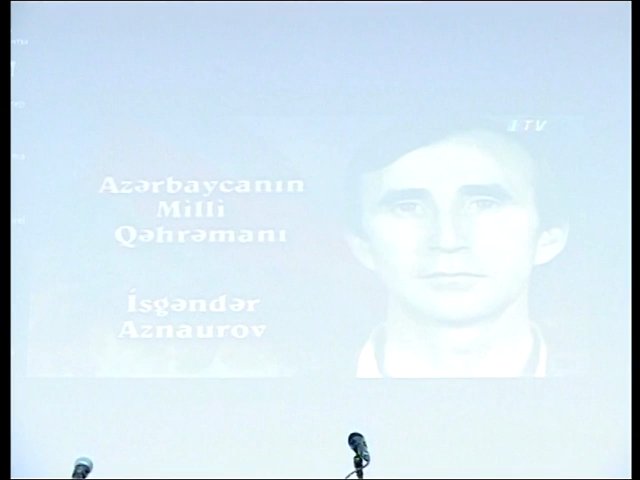 Azərbaycanın
Milli
Qəhrəmanı
İsgəndər
Aznaurov
İTV